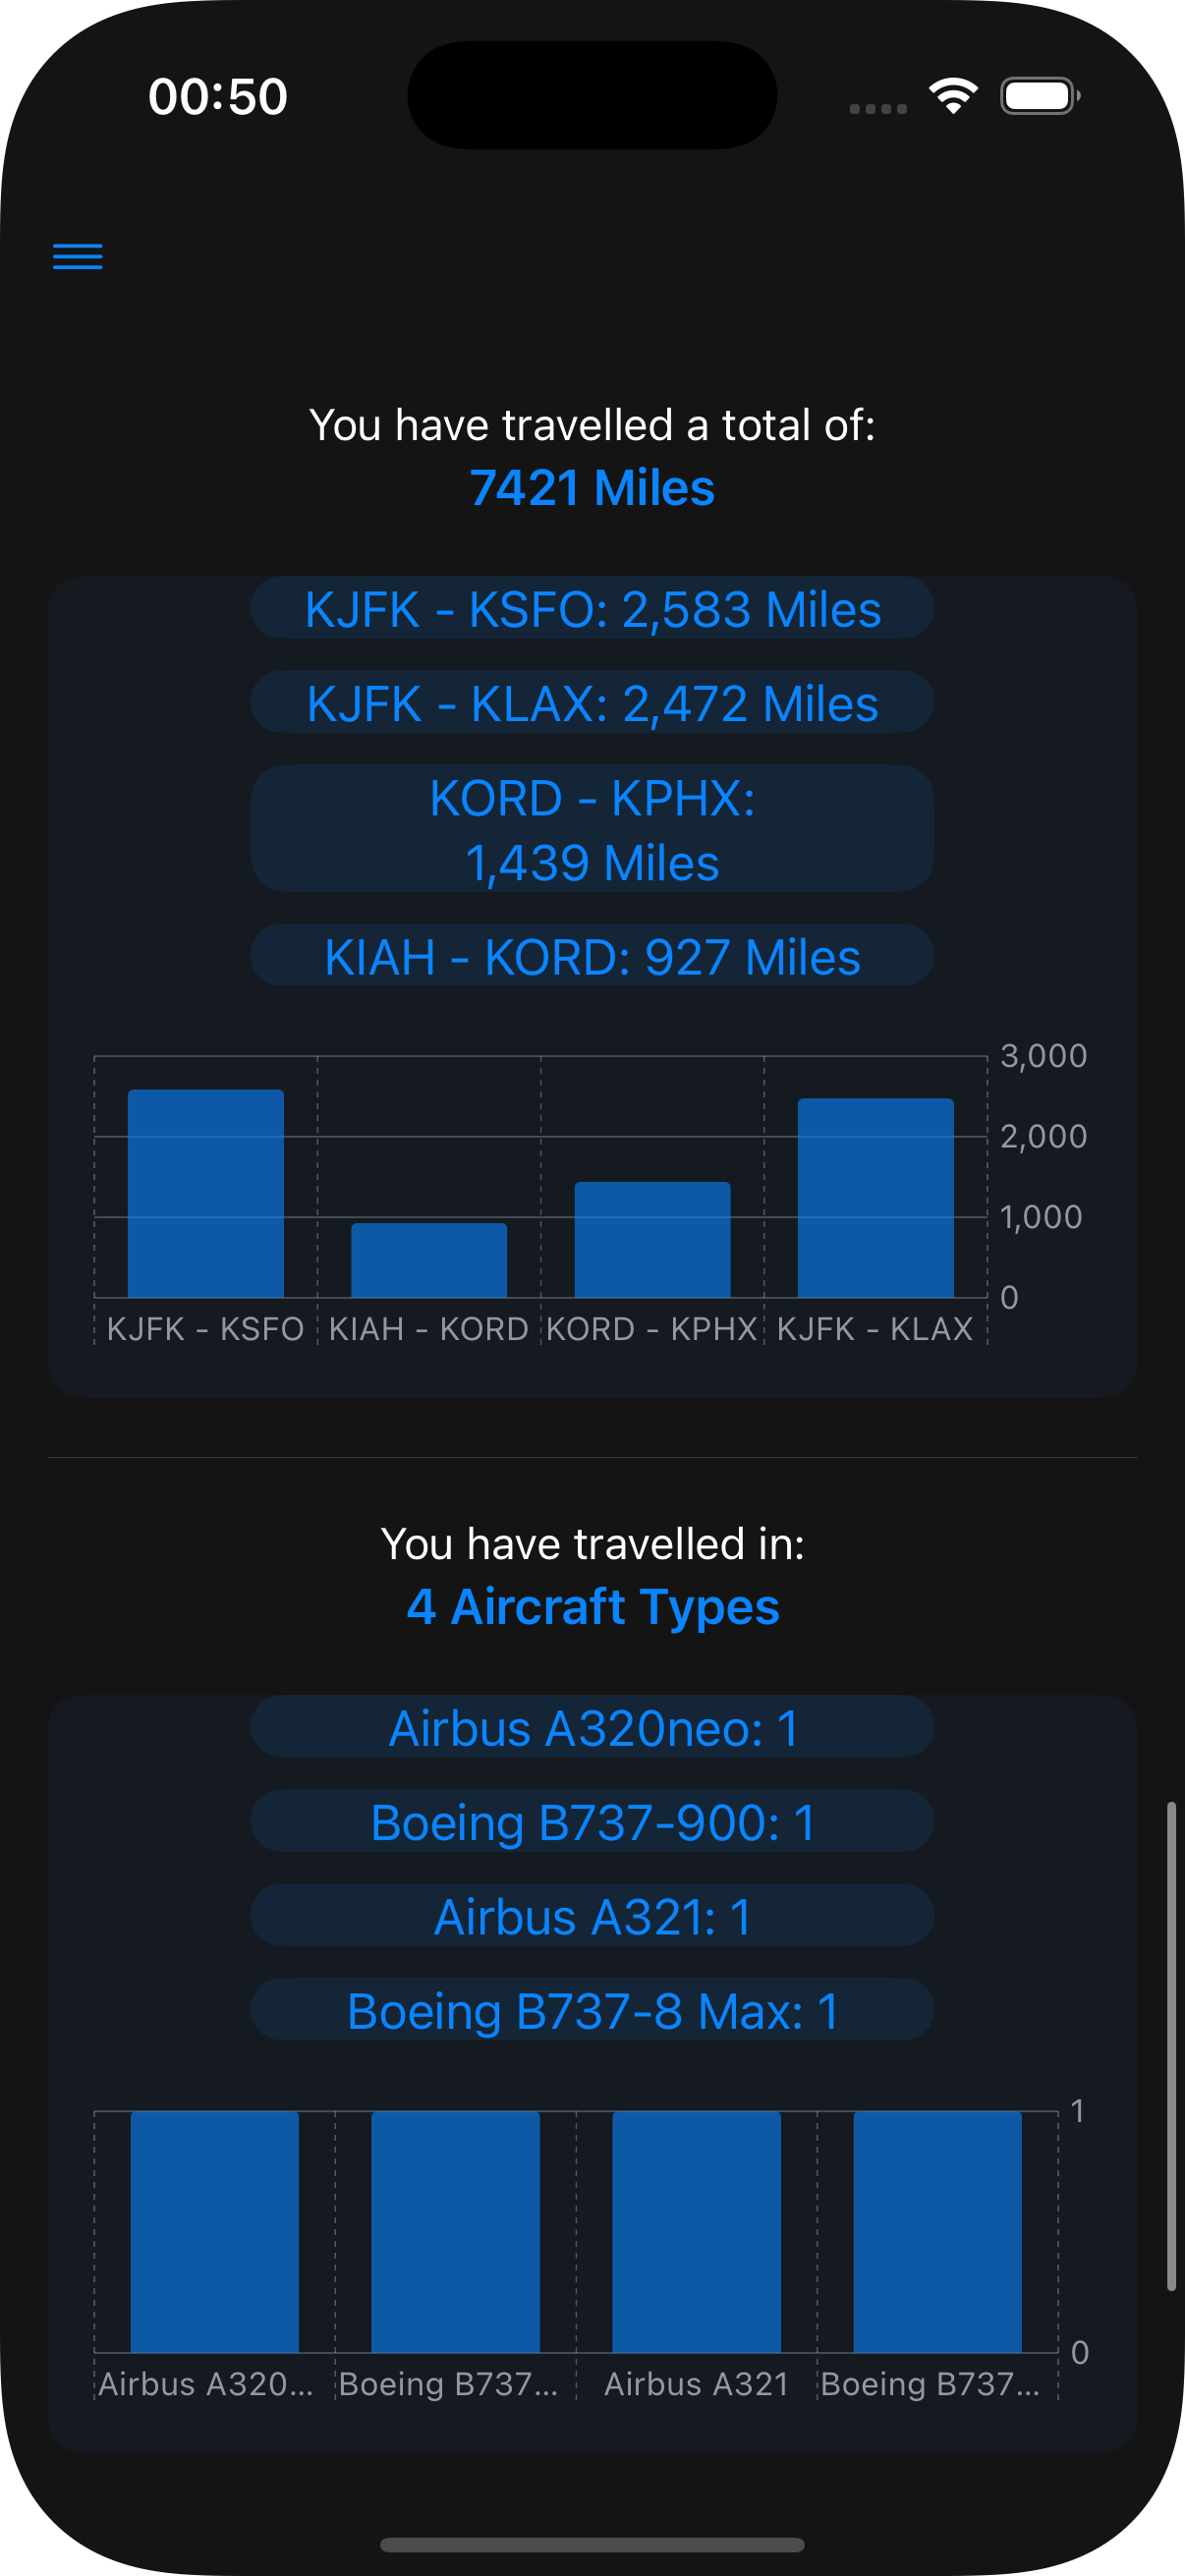 00:50
You have travelled a total of:
7421 Miles
KJFK - KSFO: 2,583 Miles
KJFK - KLAX: 2,472 Miles
KORD - KPHX:
1,439 Miles
KIAH - KORD: 927 Miles
3,000
2,000
1,000
0
KJFK - KSFO KIAH - KORD KORD - KPHX KJFK - KLAX
You have travelled in:
4 Aircraft Types
Airbus A320neo: 1
Boeing B737-900: 1
Airbus A321: 1
Boeing B737-8 Max: 1
1
0
Airbus A320... Boeing B737... Airbus A321 Boeing B737...